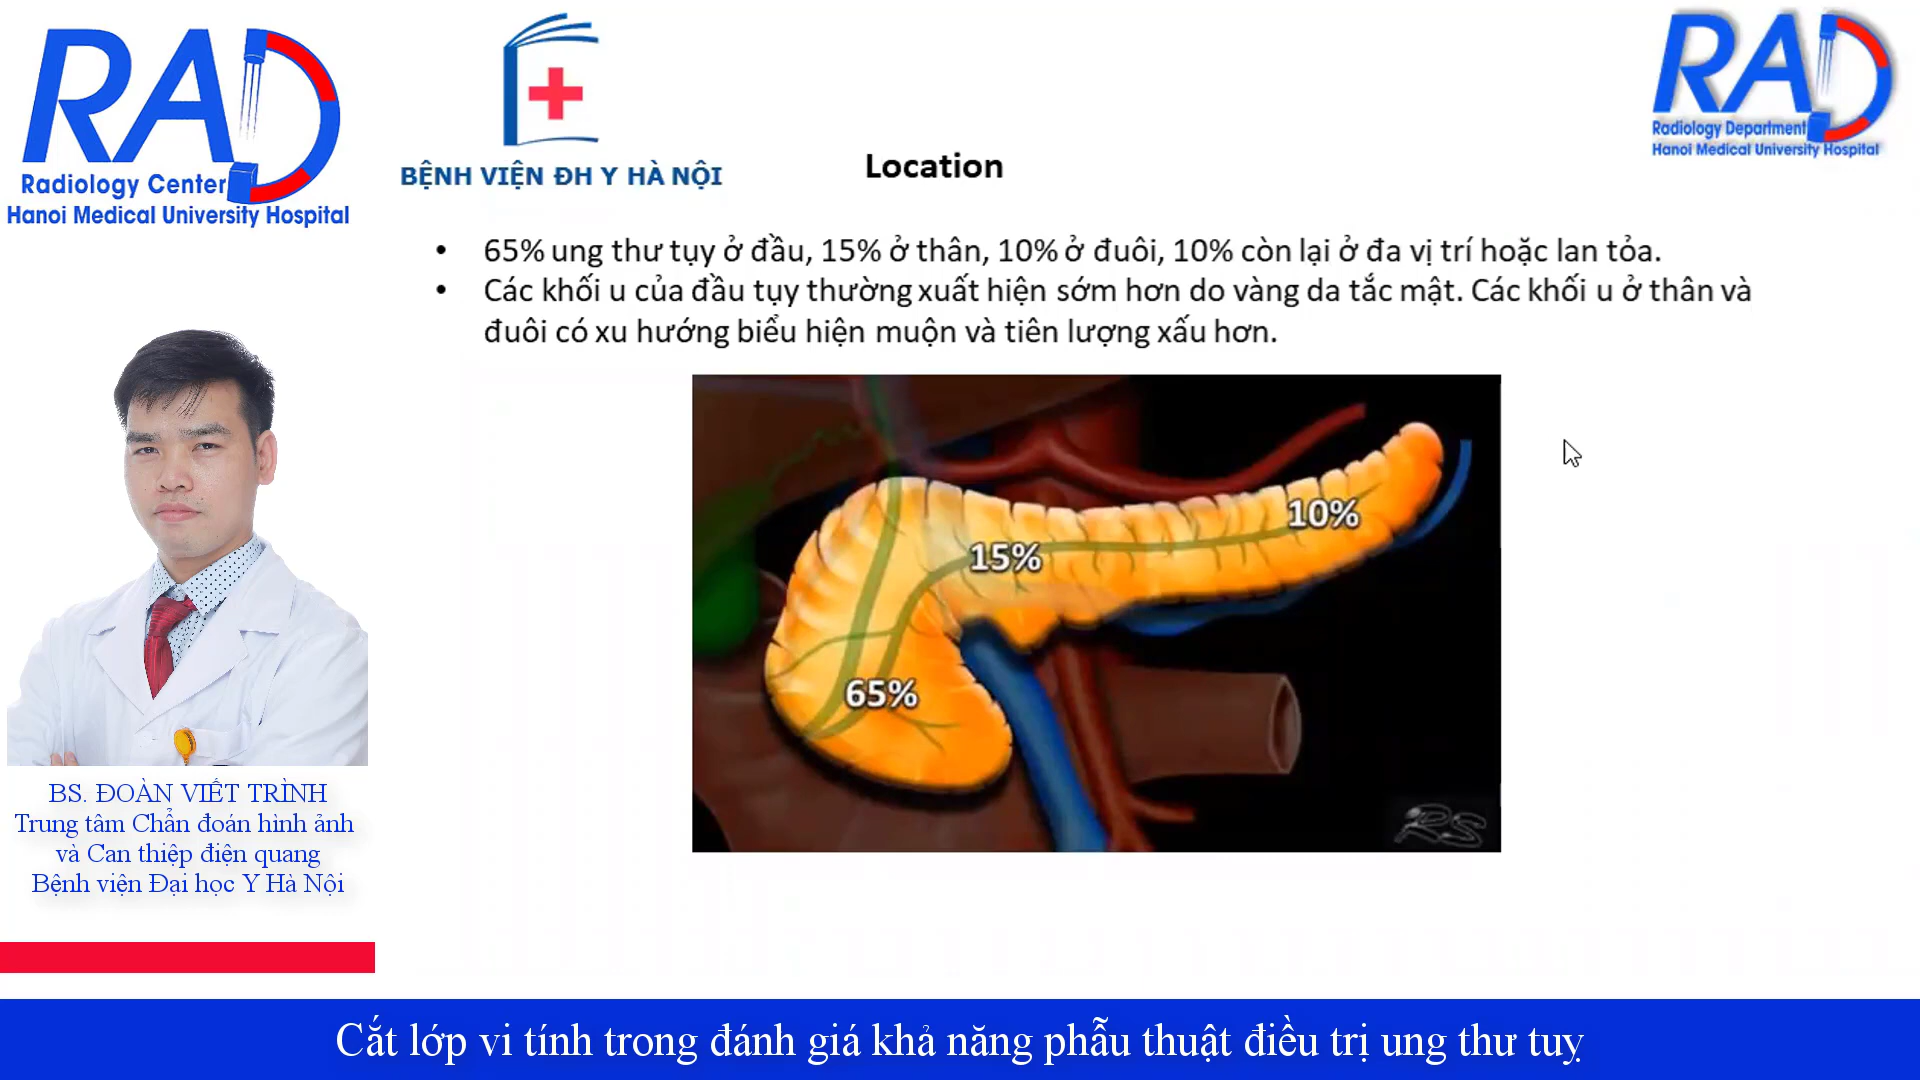 RAD
Radiology Center
Hanoi Medical University Hospital
BỆNH VIỆN ĐH Y HÀ NỘI
RAD
Radiology Department
Hanoi Medical University Hospital
Location
• 65% ung thư tụy ở đầu, 15% ở thân, 10% ở đuôi, 10% còn lại ở đa vị trí hoặc lan tỏa.
• Các khối u của đầu tụy thường xuất hiện sớm hơn do vàng da tắc mật. Các khối u ở thân và
đuôi có xu hướng biểu hiện muộn và tiên lượng xấu hơn.
10%
15%
65%
RS
BS. ĐOÀN VIẾT TRÌNH
Trung tâm Chẩn đoán hình ảnh
và Can thiệp điện quang
Bệnh viện Đại học Y Hà Nội
Cắt lớp vi tính trong đánh giá khả năng phẫu thuật điều trị ung thư tuỵ